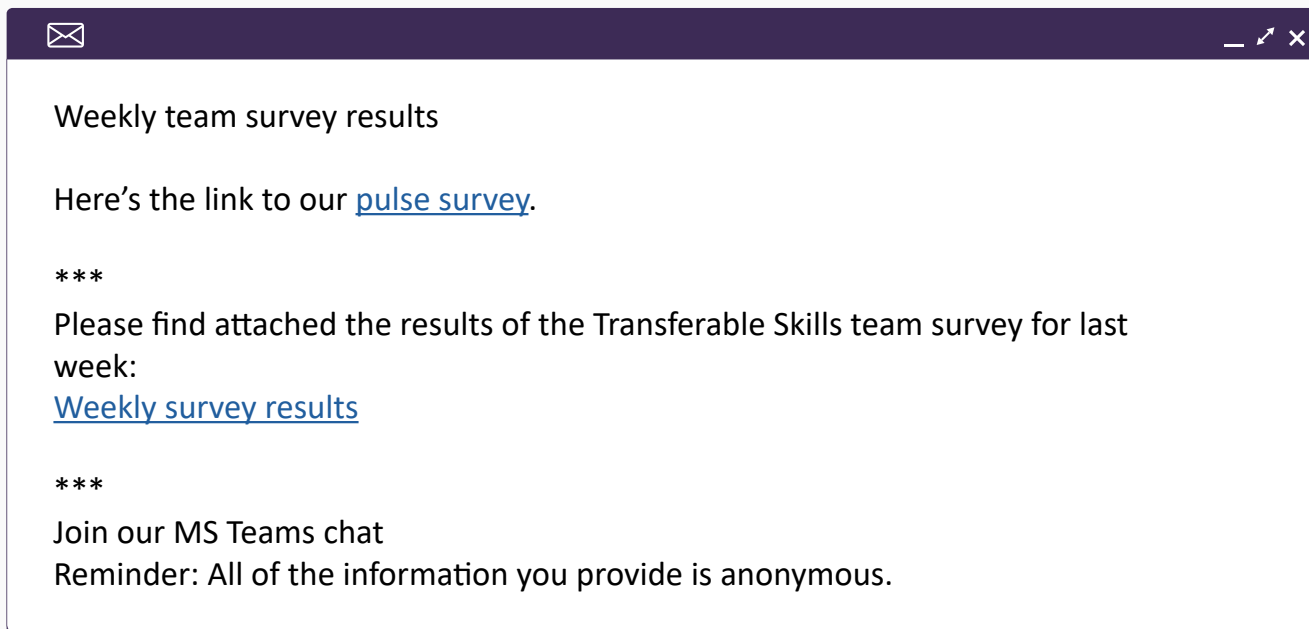 Weekly team survey results
Here’s the link to our pulse survey.
***
Please find attached the results of the Transferable Skills team survey for last
week:
Weekly survey results
***
Join our MS Teams chat
Reminder: All of the information you provide is anonymous.